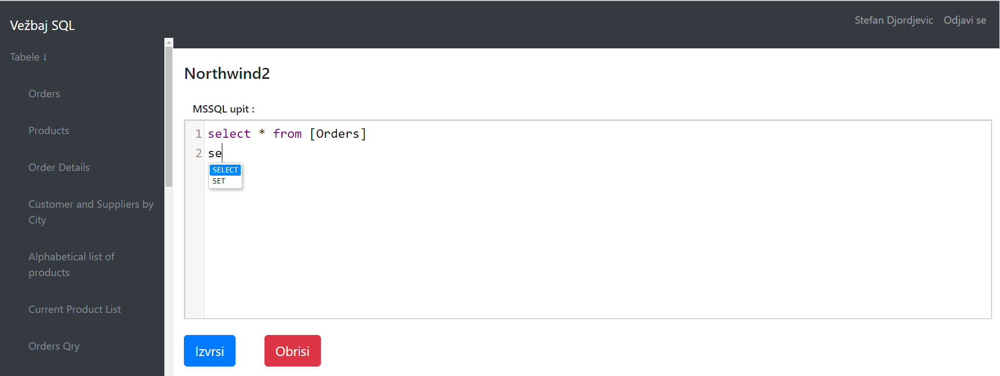 Vežbaj SQL
Stefan Djordjevic Odjavi se
Tabele ↓
Orders
Products
Order Details
Customer and Suppliers by
City
Alphabetical list of
products
Current Product List
Orders Qry
Northwind2
MSSQL upit :
1 select * from [Orders]
2 se
SELECT
SET
Izvrsi Obrisi